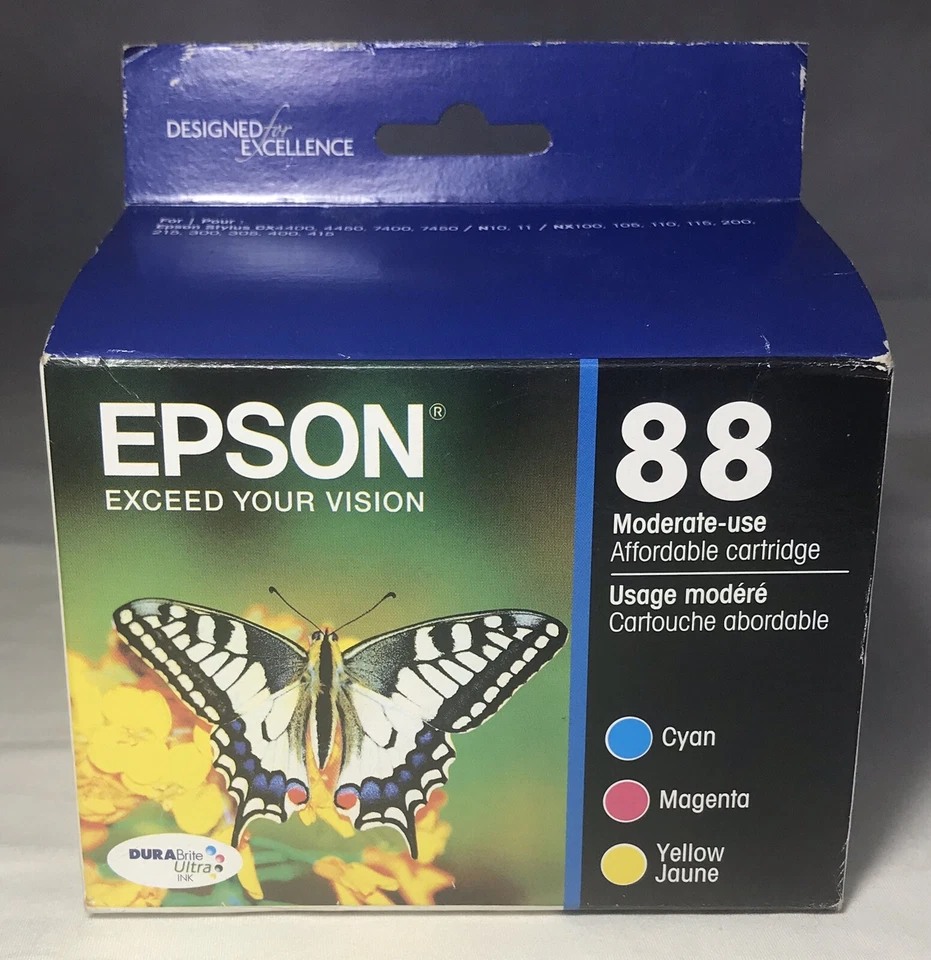 DESIGNED for
EXCELLENCE
For / Pour :
Epson Stylus CX4400, 4450, 7400, 7450 / N10, 11 / NX100, 105, 110, 115, 200,
215, 300, 305, 400, 415
EPSON®
EXCEED YOUR VISION
88
Moderate-use
Affordable cartridge
Usage modéré
Cartouche abordable
Cyan
Magenta
Yellow
Jaune
DURABrite
Ultra
INK